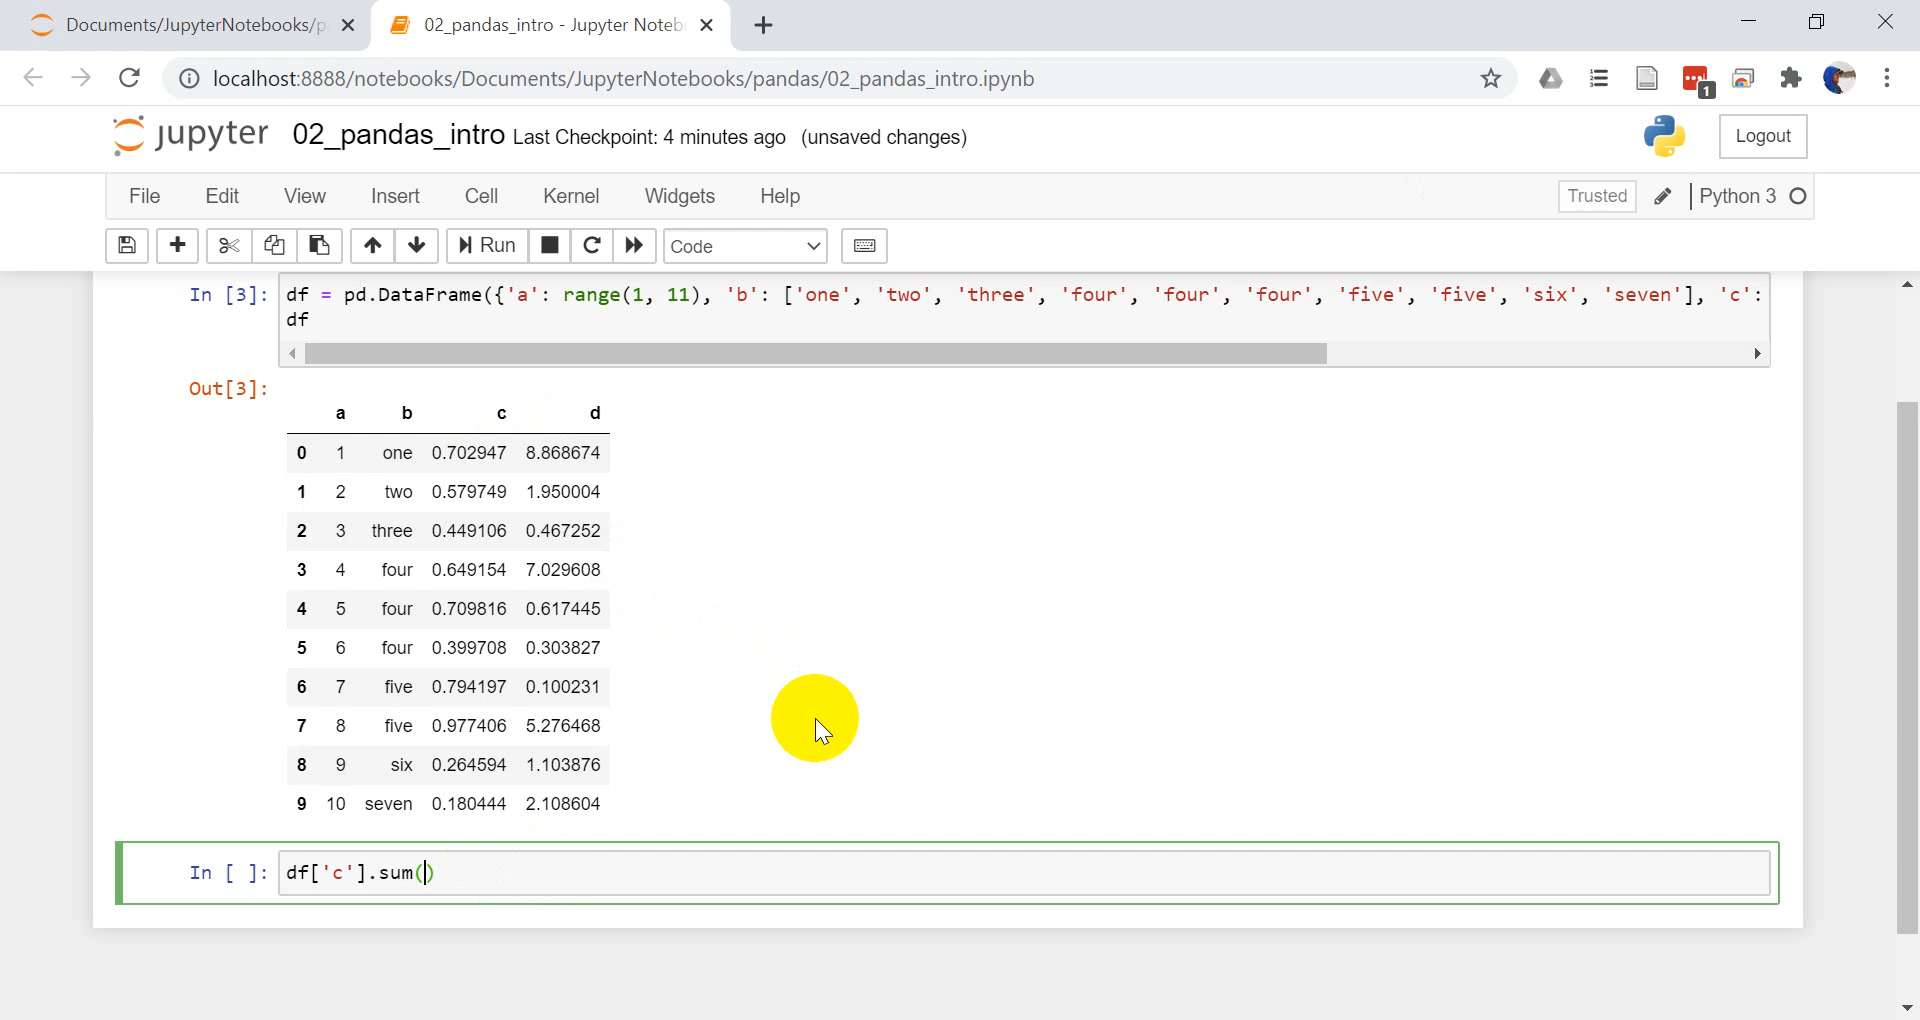 Documents/JupyterNotebooks/p
02_pandas_intro - Jupyter Noteb
localhost:8888/notebooks/Documents/JupyterNotebooks/pandas/02_pandas_intro.ipynb
1
jupyter 02_pandas_intro Last Checkpoint: 4 minutes ago (unsaved changes)
Logout
File Edit View Insert Cell Kernel Widgets Help
Trusted Python 3
Run Code
In [3]: df = pd.DataFrame({'a': range(1, 11), 'b': ['one', 'two', 'three', 'four', 'four', 'four', 'five', 'five', 'six', 'seven'], 'c':
df
Out[3]:
a b c d
0 1 one 0.702947 8.868674
1 2 two 0.579749 1.950004
2 3 three 0.449106 0.467252
3 4 four 0.649154 7.029608
4 5 four 0.709816 0.617445
5 6 four 0.399708 0.303827
6 7 five 0.794197 0.100231
7 8 five 0.977406 5.276468
8 9 six 0.264594 1.103876
9 10 seven 0.180444 2.108604
In [ ]: df['c'].sum()